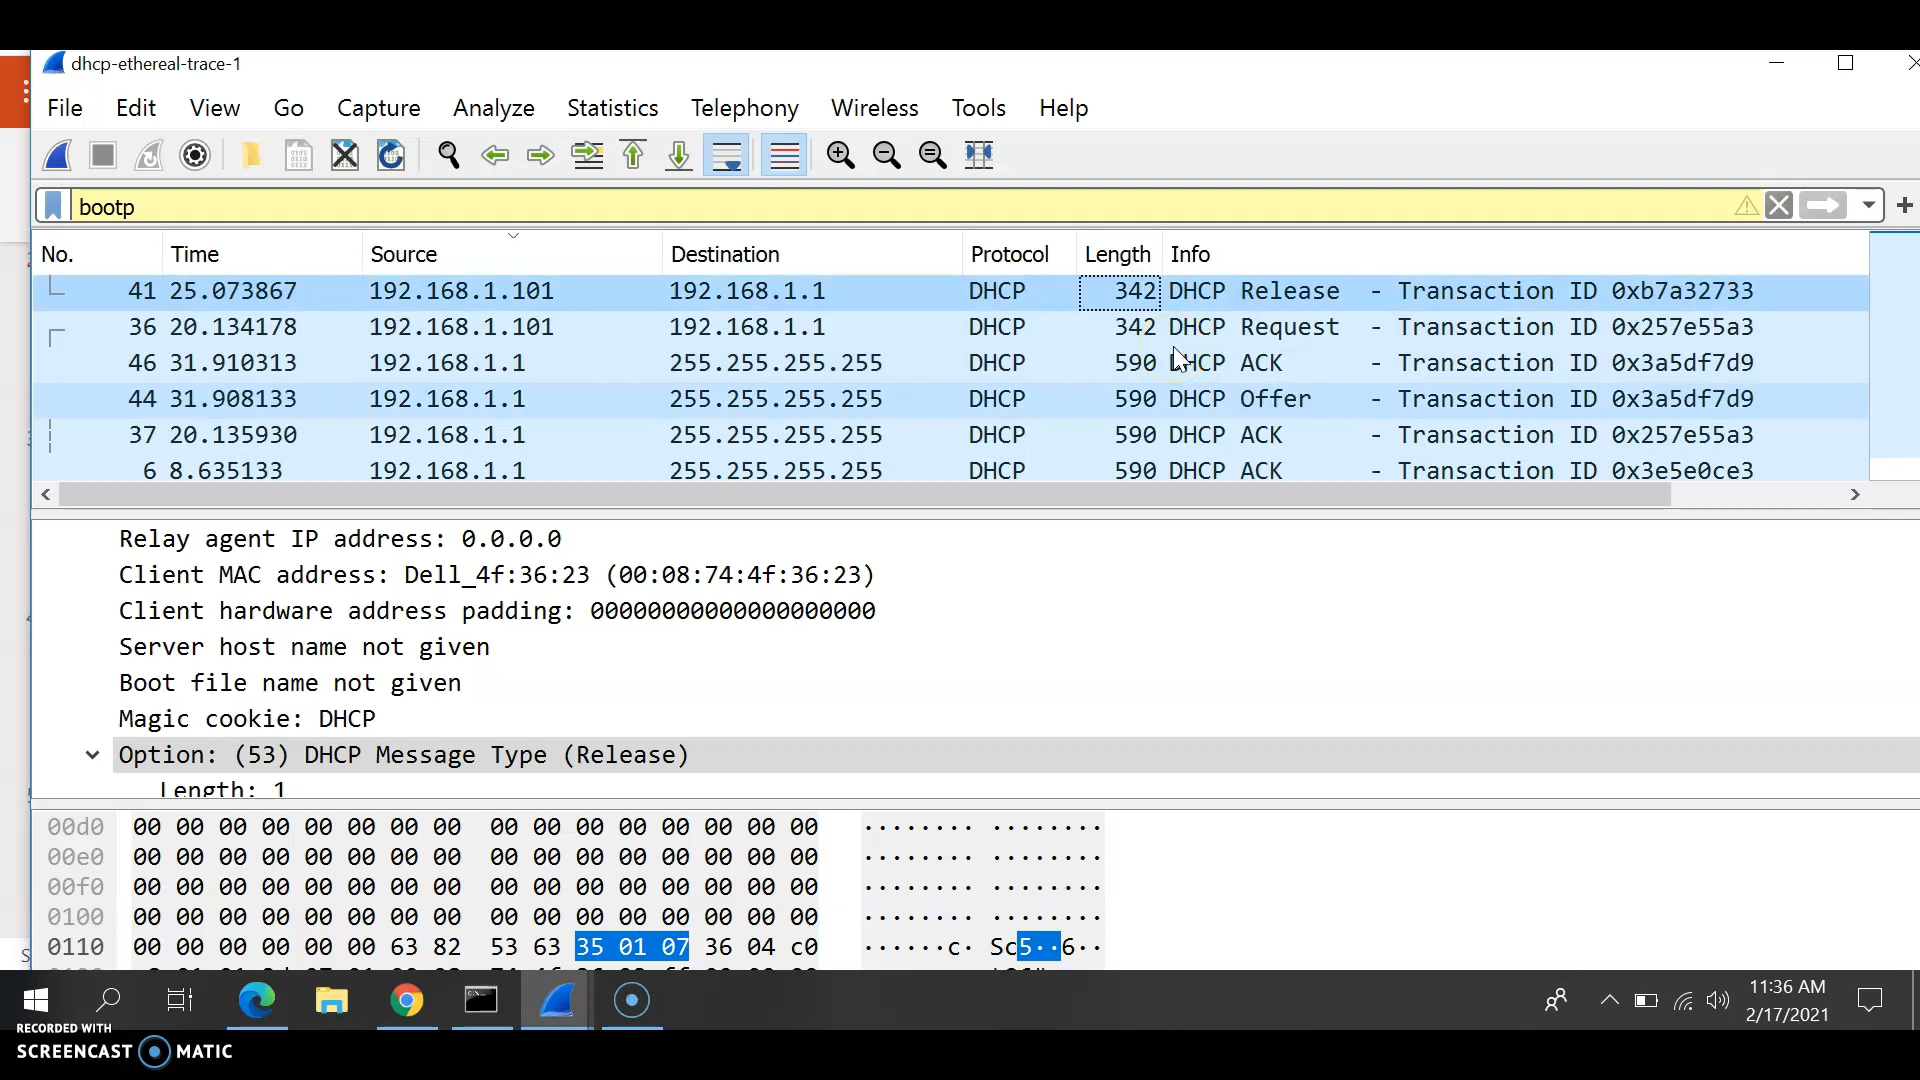 dhcp-ethereal-trace-1
File Edit View Go Capture Analyze Statistics Telephony Wireless Tools Help
bootp
No. Time Source Destination Protocol Length Info
41 25.073867 192.168.1.101 192.168.1.1 DHCP 342 DHCP Release - Transaction ID 0xb7a32733
36 20.134178 192.168.1.101 192.168.1.1 DHCP 342 DHCP Request - Transaction ID 0x257e55a3
46 31.910313 192.168.1.1 255.255.255.255 DHCP 590 DHCP ACK - Transaction ID 0x3a5df7d9
44 31.908133 192.168.1.1 255.255.255.255 DHCP 590 DHCP Offer - Transaction ID 0x3a5df7d9
37 20.135930 192.168.1.1 255.255.255.255 DHCP 590 DHCP ACK - Transaction ID 0x257e55a3
6 8.635133 192.168.1.1 255.255.255.255 DHCP 590 DHCP ACK - Transaction ID 0x3e5e0ce3
Relay agent IP address: 0.0.0.0
Client MAC address: Dell_4f:36:23 (00:08:74:4f:36:23)
Client hardware address padding: 00000000000000000000
Server host name not given
Boot file name not given
Magic cookie: DHCP
Option: (53) DHCP Message Type (Release)
Length: 1
00d0 00 00 00 00 00 00 00 00 00 00 00 00 00 00 00 00 ········ ········
00e0 00 00 00 00 00 00 00 00 00 00 00 00 00 00 00 00 ········ ········
00f0 00 00 00 00 00 00 00 00 00 00 00 00 00 00 00 00 ········ ········
0100 00 00 00 00 00 00 00 00 00 00 00 00 00 00 00 00 ········ ········
0110 00 00 00 00 00 00 63 82 53 63 35 01 07 36 04 c0 ······c· Sc5··6··
11:36 AM
2/17/2021
RECORDED WITH
SCREENCAST MATIC